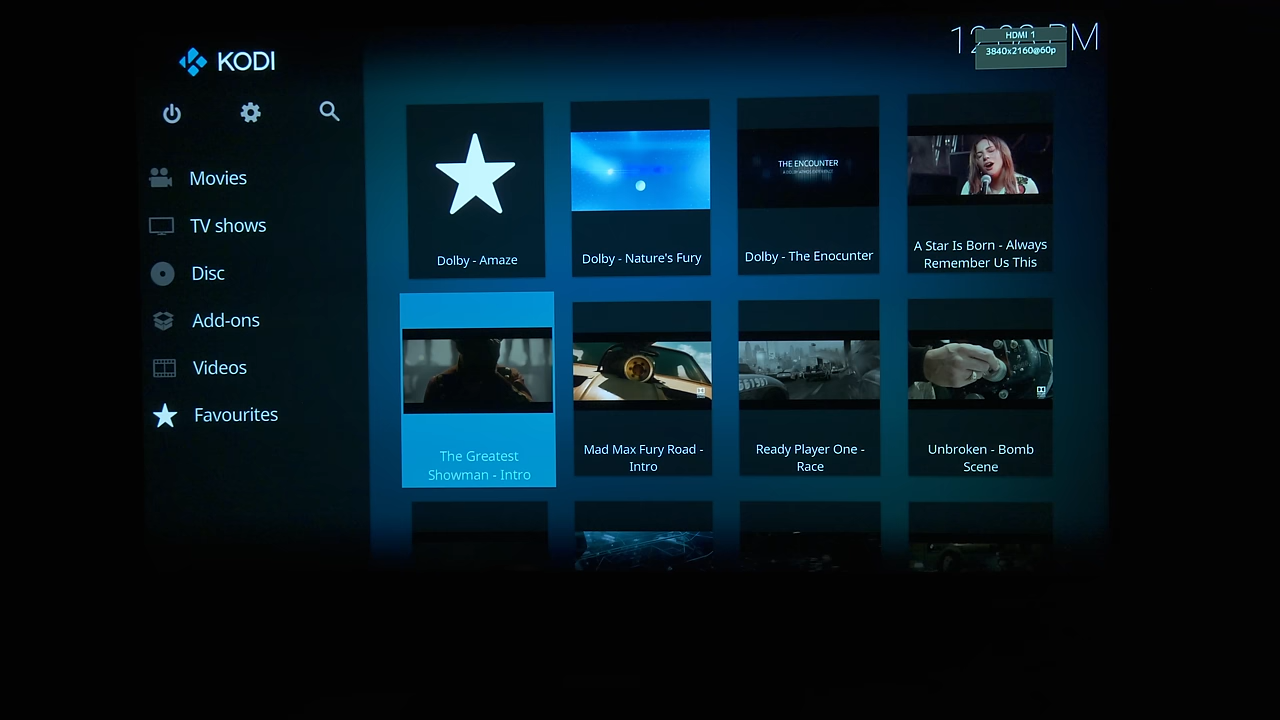 KODI
PM
HDMI 1
3840x2160@60p
Movies
TV shows
Disc
Add-ons
Videos
Favourites
Dolby - Amaze
Dolby - Nature's Fury
THE ENCOUNTER
Dolby - The Enocunter
A Star Is Born - Always
Remember Us This
The Greatest
Showman - Intro
Mad Max Fury Road -
Intro
Ready Player One -
Race
Unbroken - Bomb
Scene